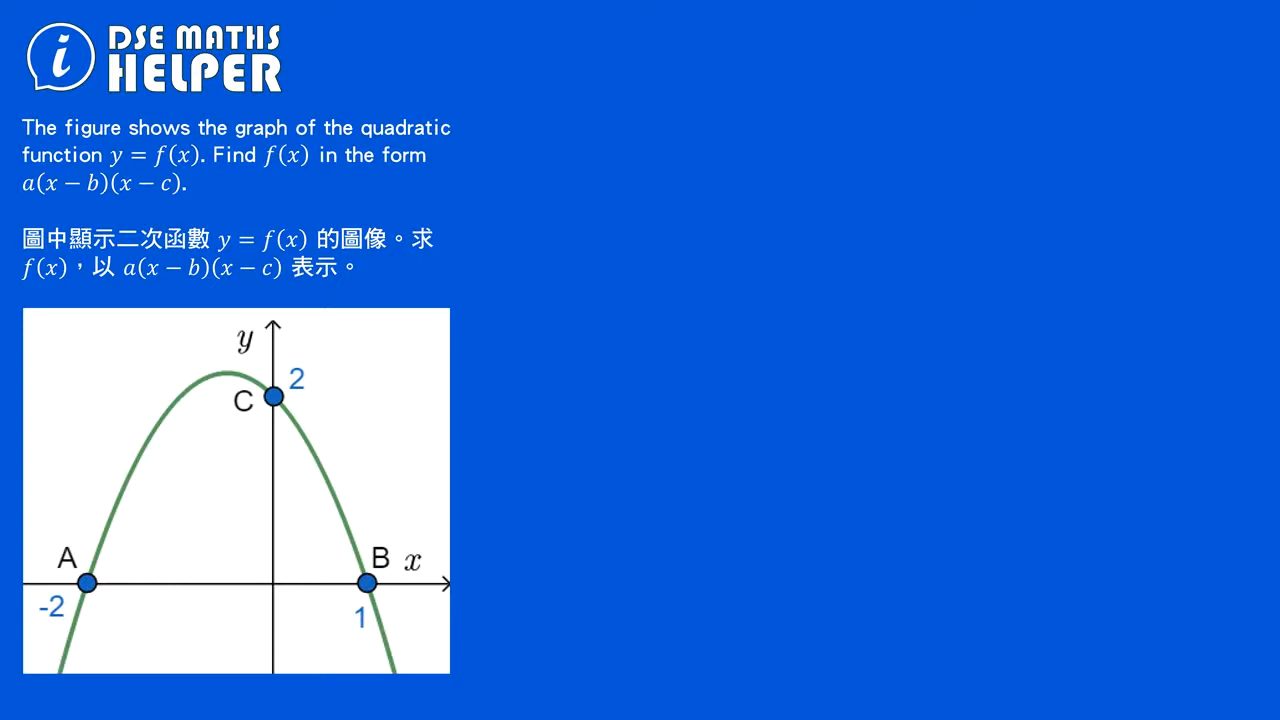 i
DSE MATHS
HELPER
The figure shows the graph of the quadratic
function y = f(x). Find f(x) in the form
a(x − b)(x − c).
圖中顯示二次函數 y = f(x) 的圖像。求
f(x)，以 a(x − b)(x − c) 表示。
y
2
C
A
B
x
-2
1